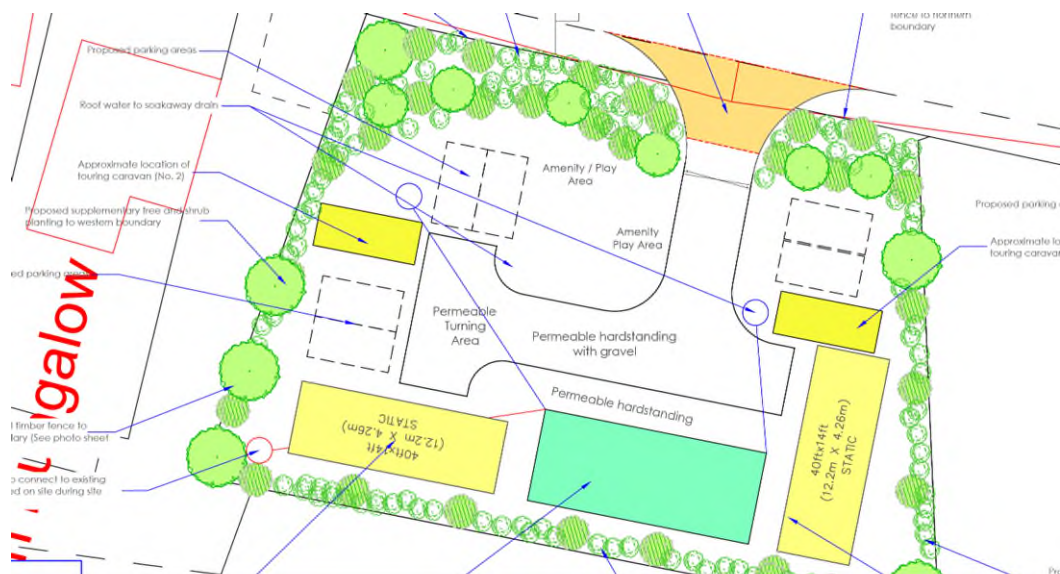 fence to northern
boundary
Proposed parking areas
Roof water to soakaway drain
Approximate location of
touring caravan (No. 2)
Amenity / Play
Area
Proposed supplementary tree and shrub
planting to western boundary
Amenity
Play Area
Proposed parking
Approximate lo
touring caravan
ed parking areas
Permeable
Turning
Area
Permeable hardstanding
with gravel
Permeable hardstanding
40ftx14ft
(12.2m X 4.26m)
STATIC
40ftx14ft
(12.2m X 4.26m)
STATIC
timber fence to
dary (See photo sheet
o connect to existing
d on site during site
galow